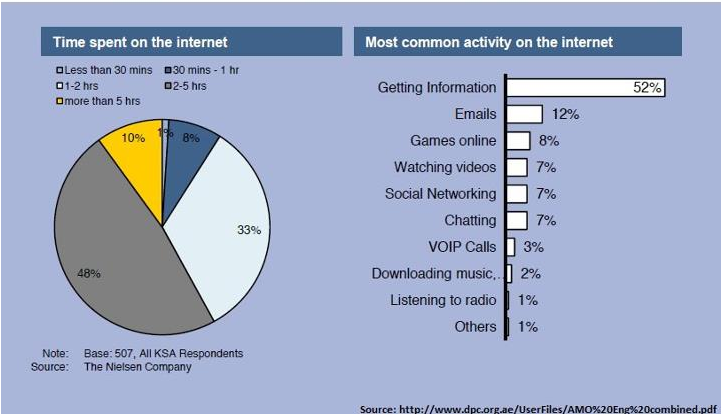 Time spent on the internet
Less than 30 mins 30 mins - 1 hr
1-2 hrs 2-5 hrs
more than 5 hrs
10% 1% 8%
33%
48%
Note: Base: 507, All KSA Respondents
Source: The Nielsen Company
Most common activity on the internet
Getting Information 52%
Emails 12%
Games online 8%
Watching videos 7%
Social Networking 7%
Chatting 7%
VOIP Calls 3%
Downloading music,.. 2%
Listening to radio 1%
Others 1%
Source: http://www.dpc.org.ae/UserFiles/AMO%20Eng%20combined.pdf